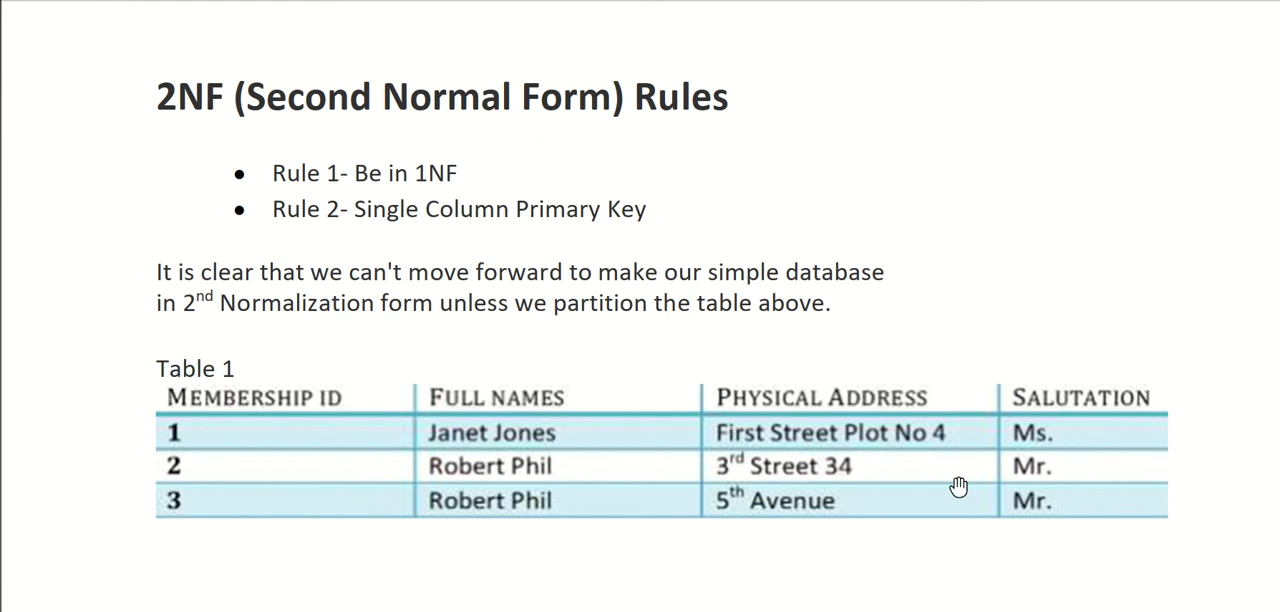 2NF (Second Normal Form) Rules
● Rule 1- Be in 1NF
● Rule 2- Single Column Primary Key
It is clear that we can't move forward to make our simple database
in 2nd Normalization form unless we partition the table above.
Table 1
MEMBERSHIP ID FULL NAMES PHYSICAL ADDRESS SALUTATION
1 Janet Jones First Street Plot No 4 Ms.
2 Robert Phil 3rd Street 34 Mr.
3 Robert Phil 5th Avenue Mr.